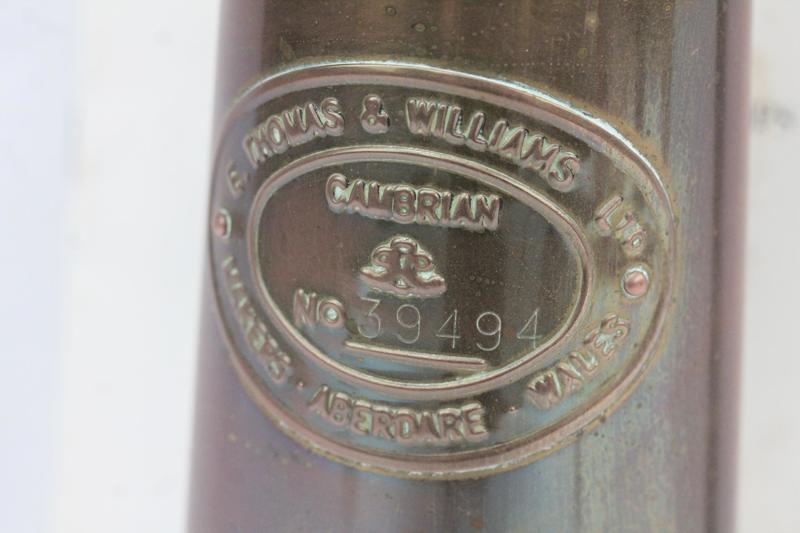 E. THOMAS & WILLIAMS LTD.
CAMBRIAN
NO 39494
MAKERS · ABERDARE · WALES